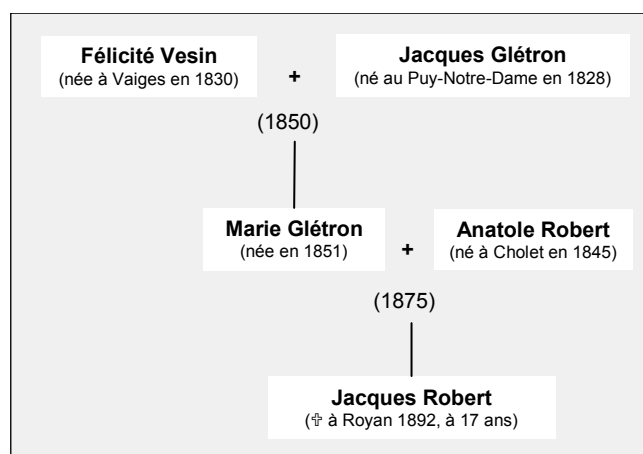 Félicité Vesin
(née à Vaiges en 1830)
+
Jacques Glétron
(né au Puy-Notre-Dame en 1828)
(1850)
Marie Glétron
(née en 1851)
+
Anatole Robert
(né à Cholet en 1845)
(1875)
Jacques Robert
(✞ à Royan 1892, à 17 ans)